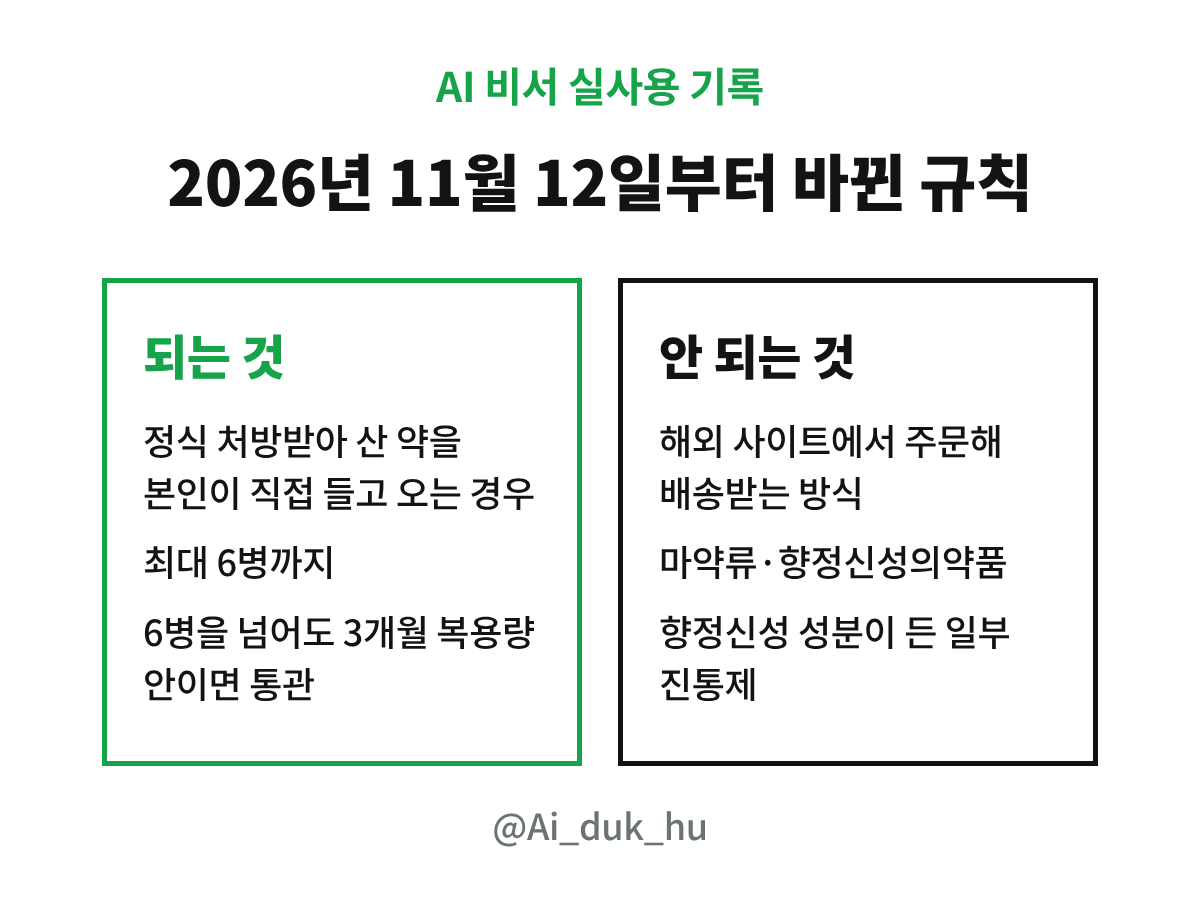 AI 비서 실사용 기록
2026년 11월 12일부터 바뀐 규칙
되는 것
정식 처방받아 산 약을
본인이 직접 들고 오는 경우
최대 6병까지
6병을 넘어도 3개월 복용량
안이면 통관
안 되는 것
해외 사이트에서 주문해
배송받는 방식
마약류·향정신성의약품
향정신성 성분이 든 일부
진통제
@Ai_duk_hu